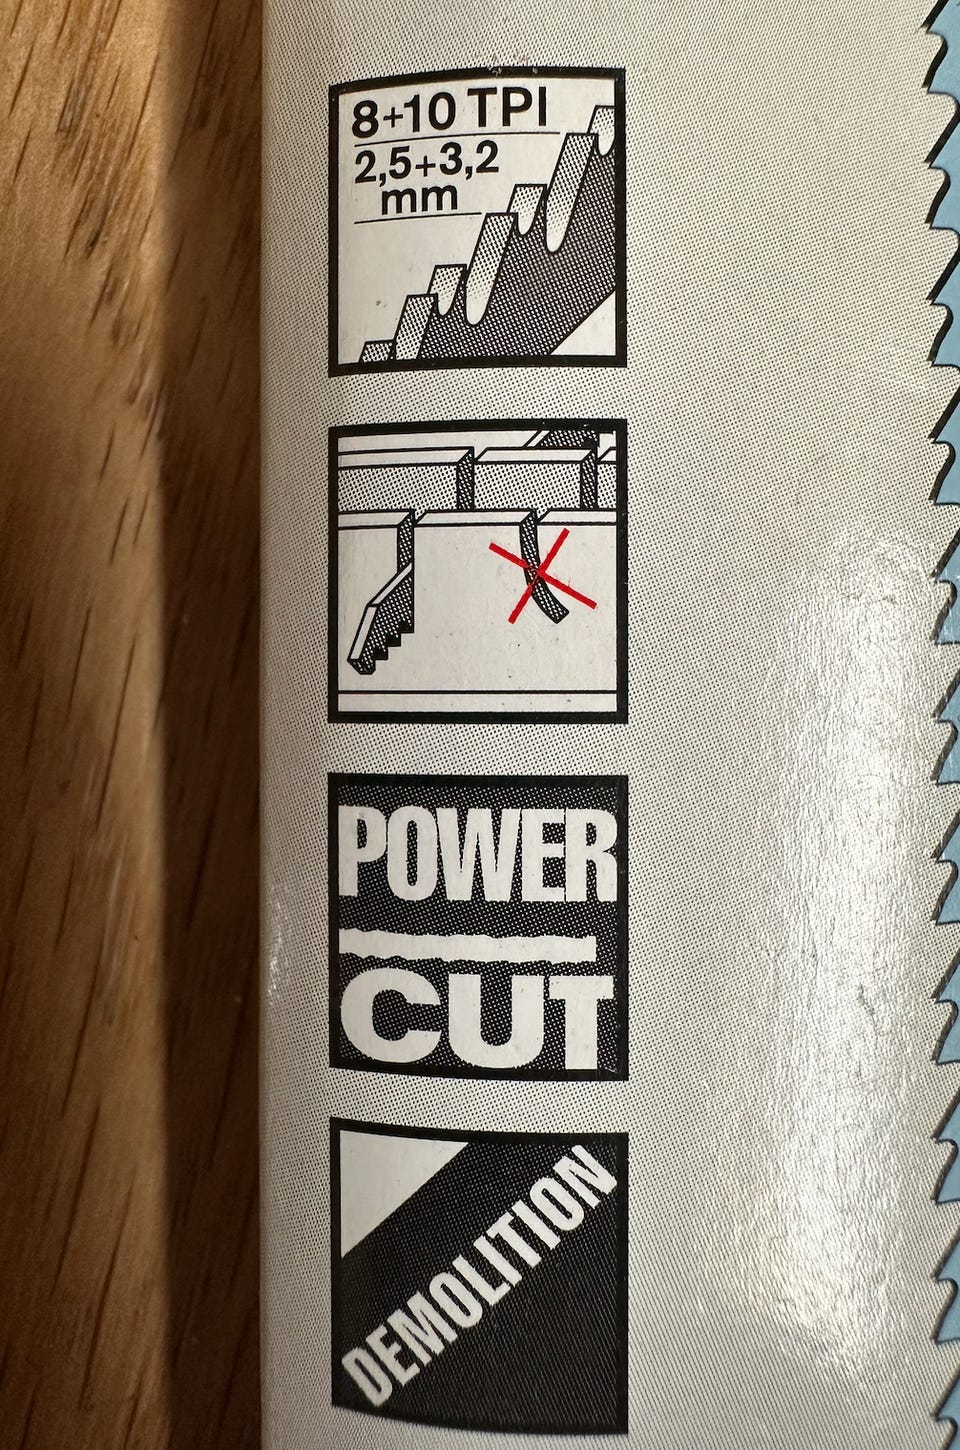 8+10 TPI
2,5+3,2
mm
POWER
CUT
DEMOLITION